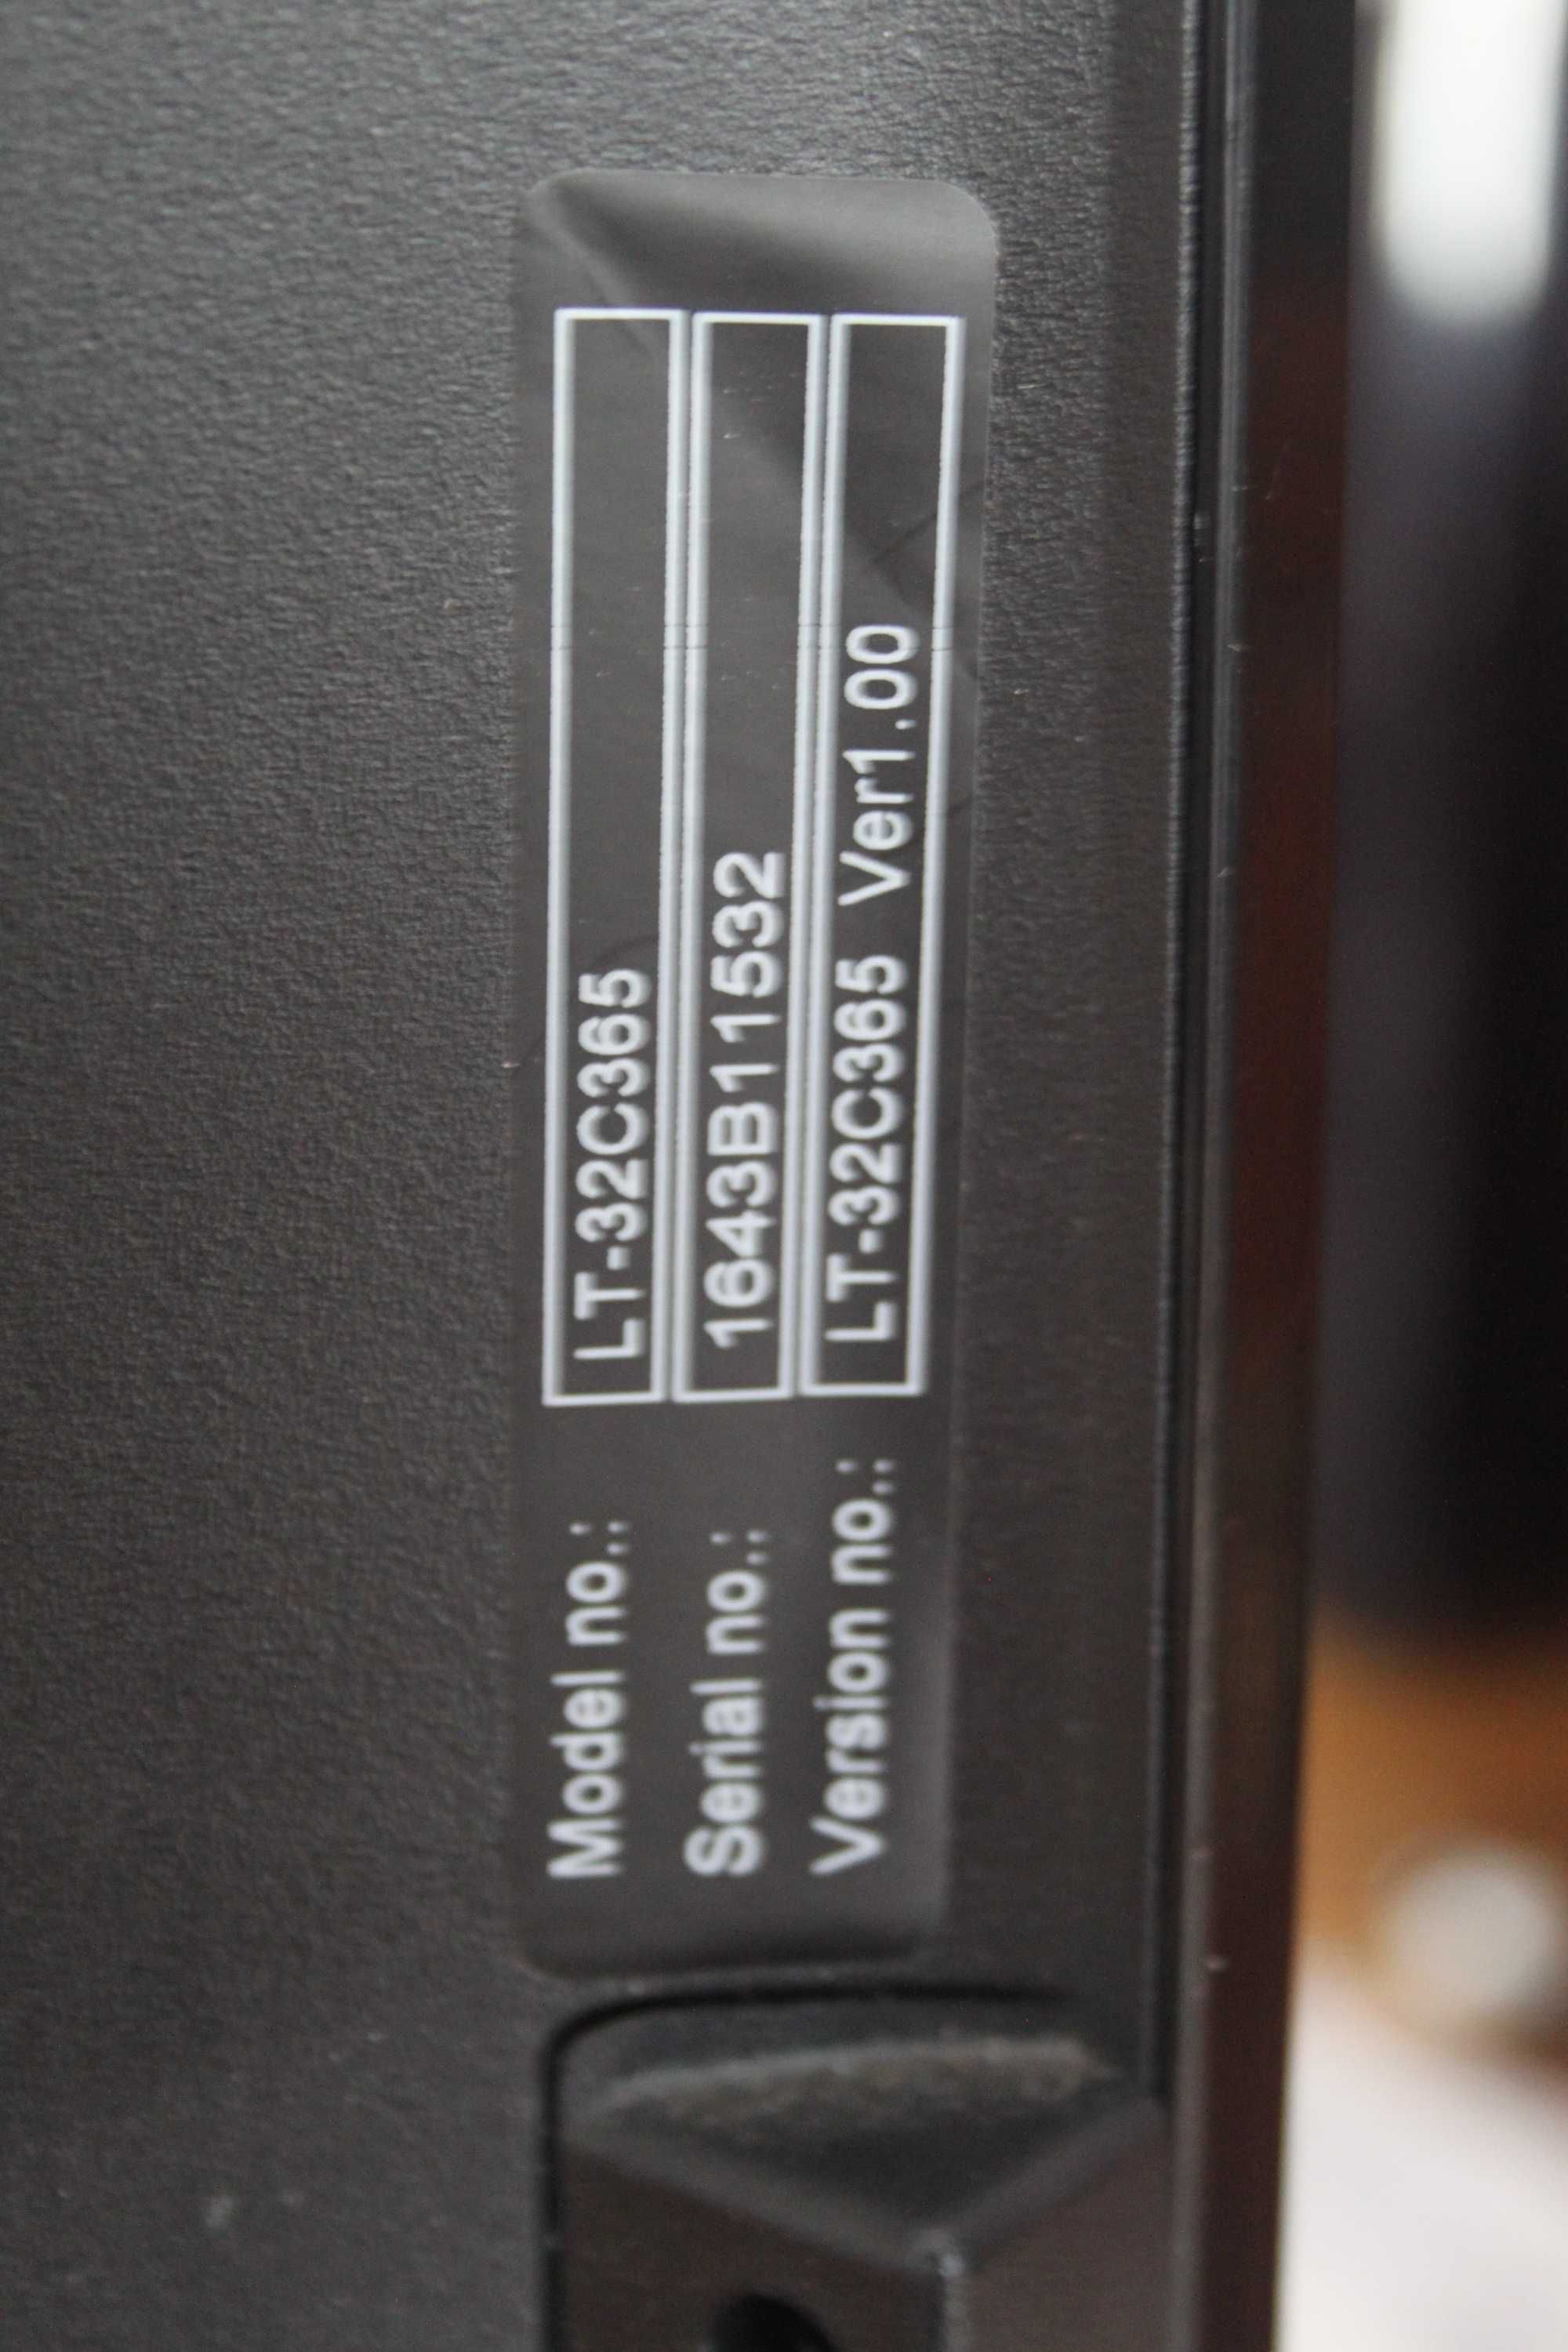 Model no.: LT-32C365
Serial no.: 1643B11532
Version no.: LT-32C365 Ver1.00